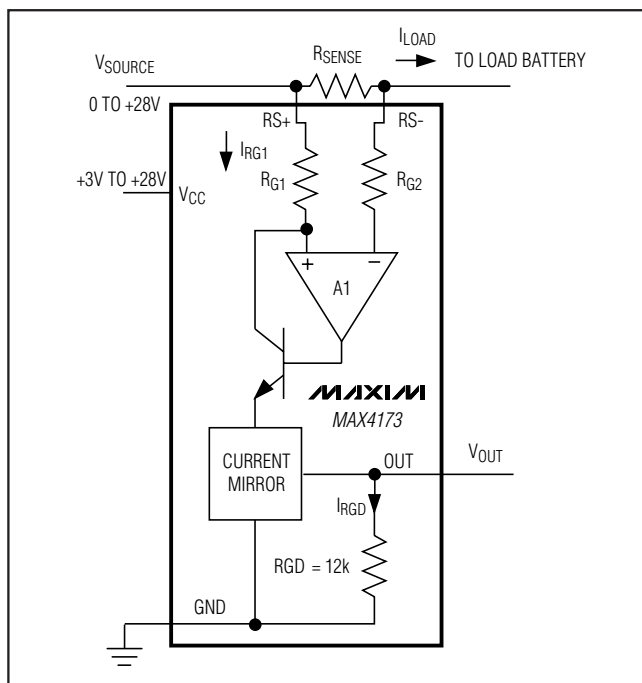 ILOAD
RSENSE
VSOURCE
TO LOAD BATTERY
0 TO +28V
RS+
RS-
IRG1
RG1
RG2
+3V TO +28V
VCC
+
−
A1
MAXIM
MAX4173
CURRENT
MIRROR
OUT
VOUT
IRGD
RGD = 12k
GND